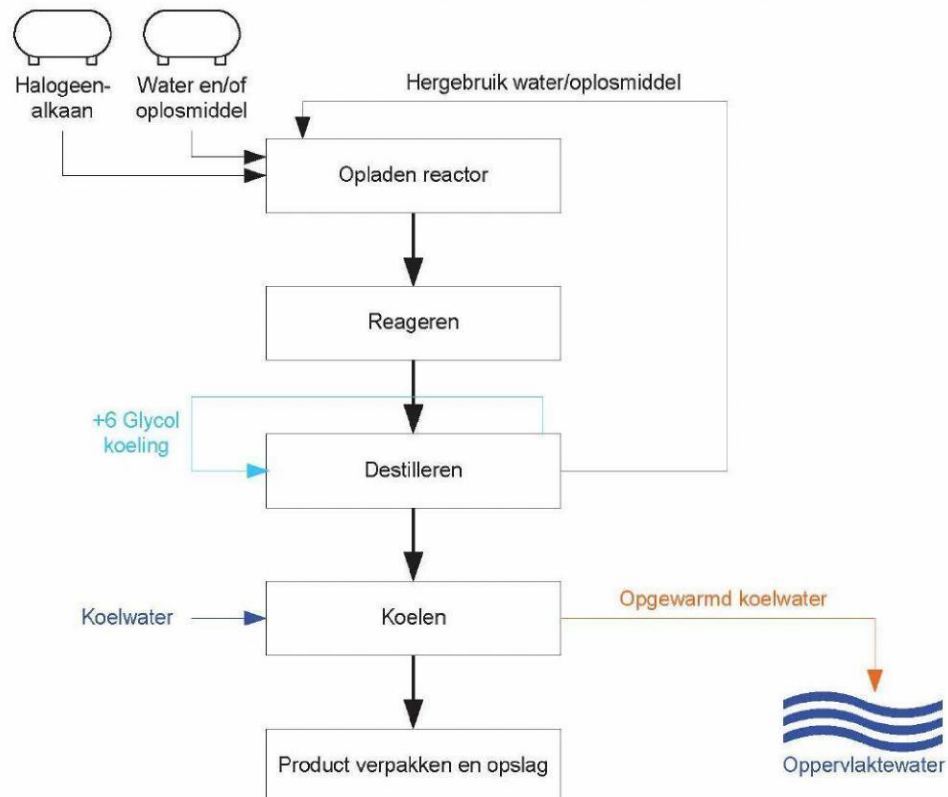 Halogeen-
alkaan
Water en/of
oplosmiddel
Hergebruik water/oplosmiddel
Opladen reactor
Reageren
+6 Glycol
koeling
Destilleren
Koelwater
Koelen
Opgewarmd koelwater
Product verpakken en opslag
Oppervlaktewater